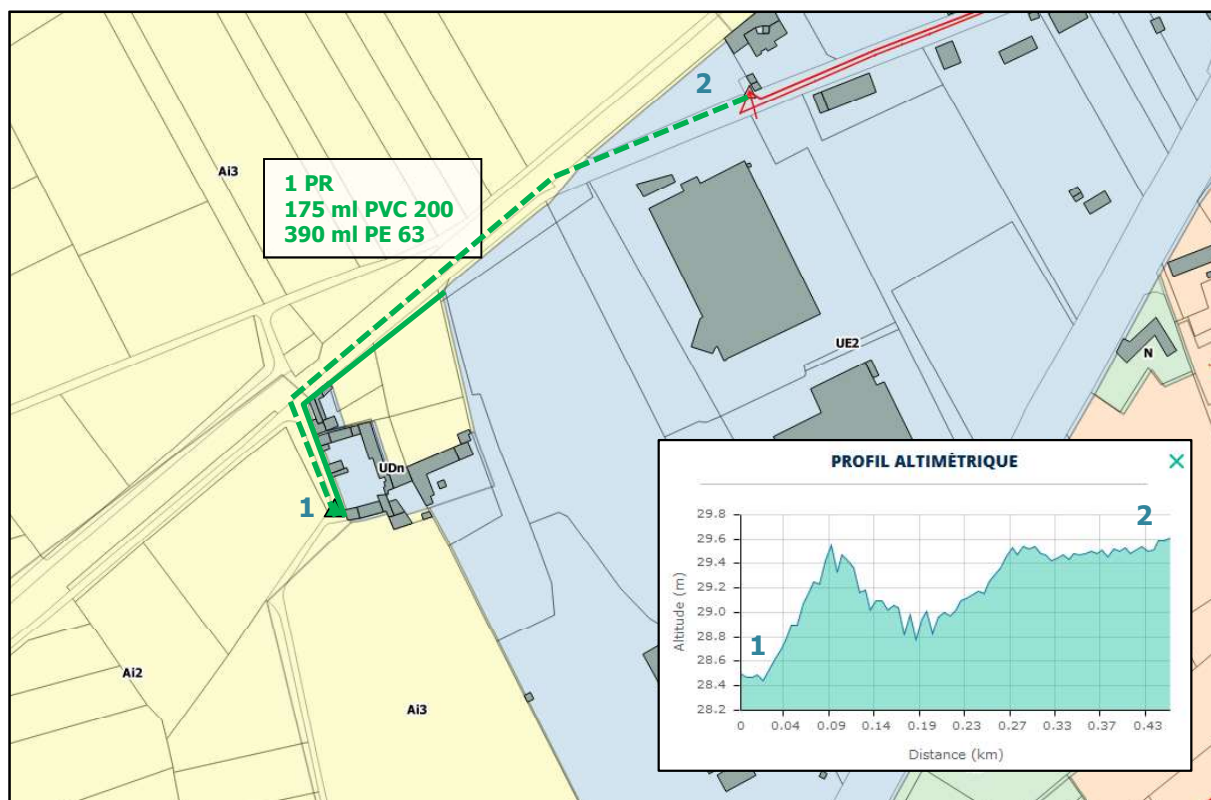 2
Ai3
1 PR
175 ml PVC 200
390 ml PE 63
UE2
N
UDn
1
Ai2
Ai3
PROFIL ALTIMÉTRIQUE ×
29.8
29.6
29.4
29.2
29.0
28.8
28.6
28.4
28.2
Altitude (m)
1
2
0 0.04 0.09 0.14 0.19 0.23 0.27 0.33 0.37 0.43
Distance (km)